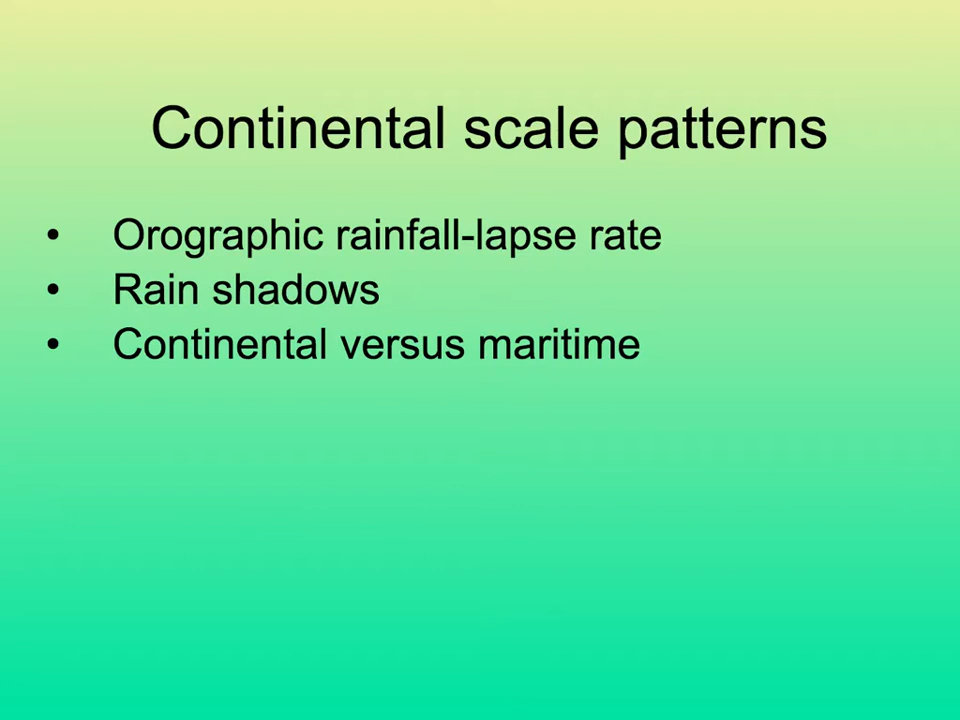 Continental scale patterns
• Orographic rainfall-lapse rate
• Rain shadows
• Continental versus maritime